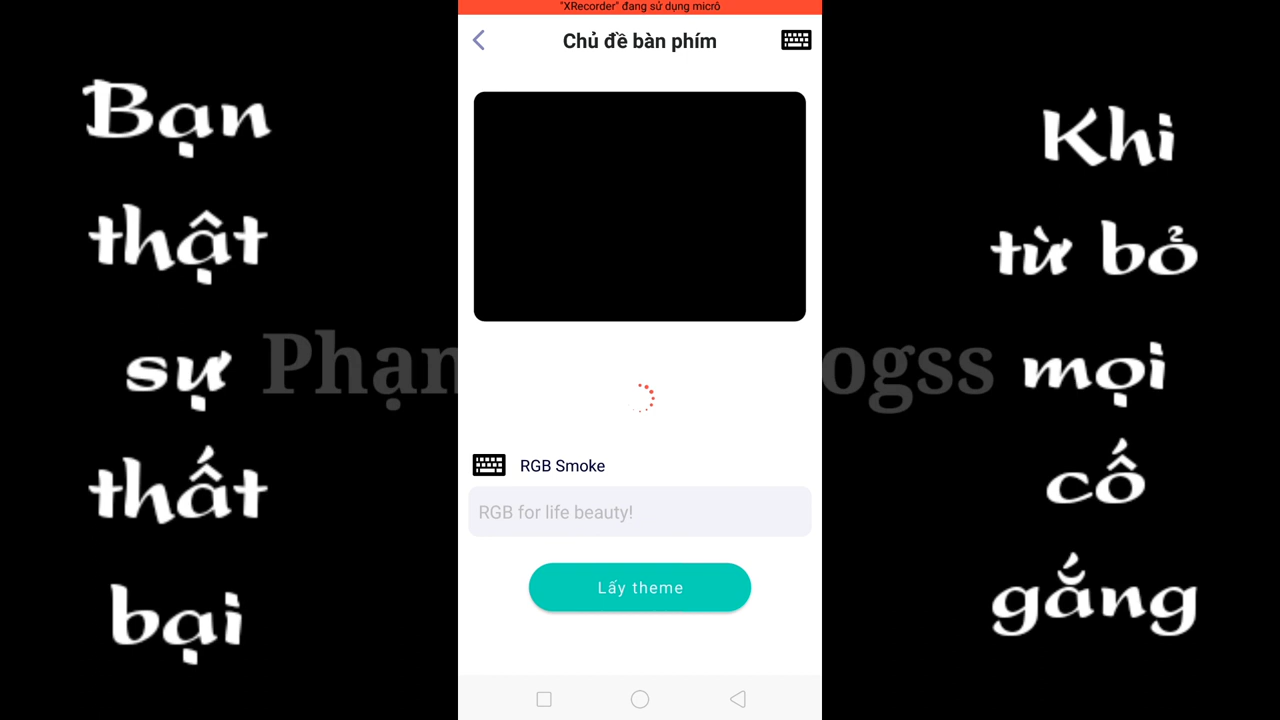 "XRecorder" đang sử dụng micrô
Chủ đề bàn phím
Bạn
thật
sự
thất
bại
Khi
từ bỏ
mọi
cố
gắng
RGB Smoke
RGB for life beauty!
Lấy theme